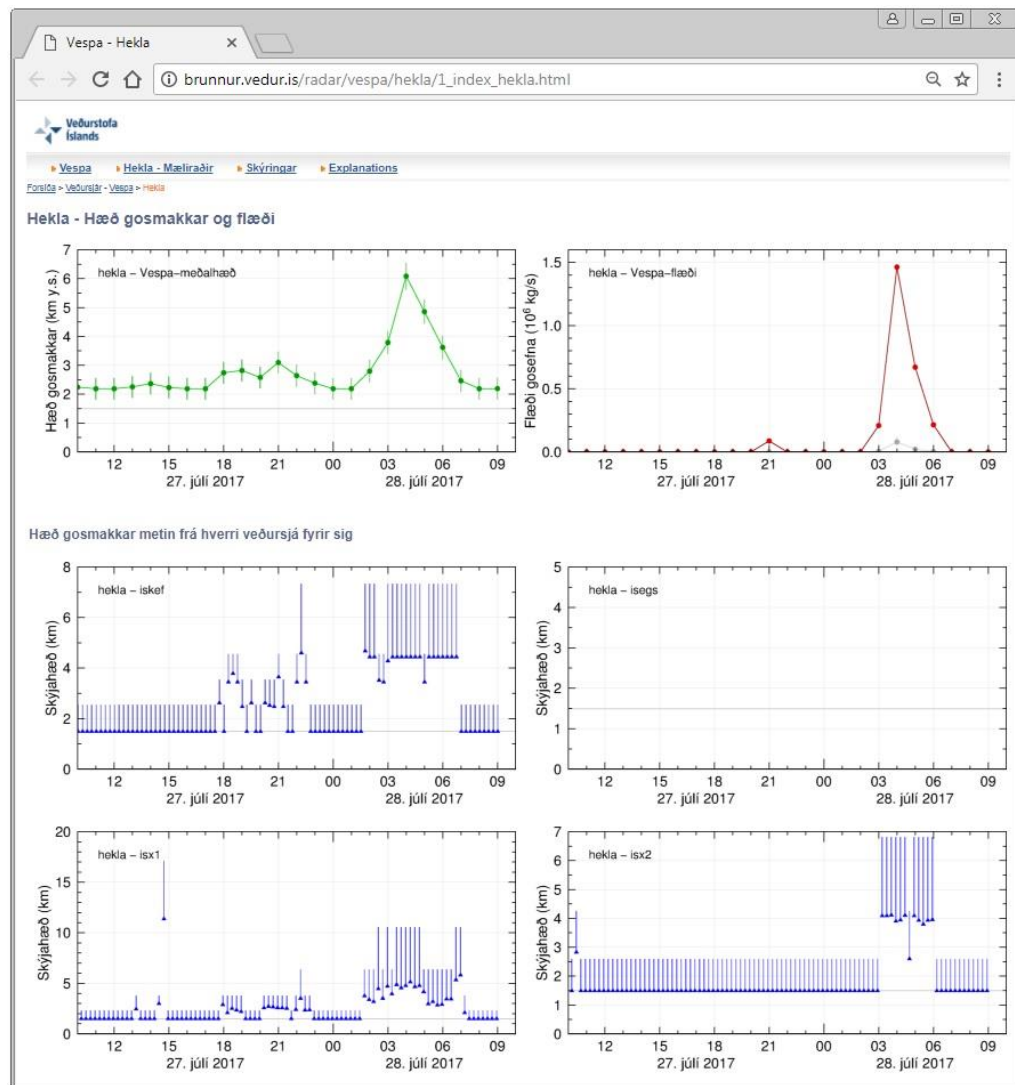 Vespa - Hekla
brunnur.vedur.is/radar/vespa/hekla/1_index_hekla.html
Veðurstofa
Íslands
Vespa Hekla - Mæliraðir Skýringar Explanations
Forsíða > Veðursjár - Vespa > Hekla
Hekla - Hæð gosmakkar og flæði
Hæð gosmakkar (km y.s.)
hekla – Vespa–meðalhæð
7
6
5
4
3
2
1
0
12 15 18 21 00 03 06 09
27. júlí 2017 28. júlí 2017
Flæði gosefna (10⁶ kg/s)
hekla – Vespa–flæði
1.5
1.0
0.5
0.0
12 15 18 21 00 03 06 09
27. júlí 2017 28. júlí 2017
Hæð gosmakkar metin frá hverri veðursjá fyrir sig
Skýjahæð (km)
hekla – iskef
8
6
4
2
0
12 15 18 21 00 03 06 09
27. júlí 2017 28. júlí 2017
Skýjahæð (km)
hekla – isegs
5
4
3
2
1
0
12 15 18 21 00 03 06 09
27. júlí 2017 28. júlí 2017
Skýjahæð (km)
hekla – isx1
20
15
10
5
0
12 15 18 21 00 03 06 09
27. júlí 2017 28. júlí 2017
Skýjahæð (km)
hekla – isx2
7
6
5
4
3
2
1
0
12 15 18 21 00 03 06 09
27. júlí 2017 28. júlí 2017